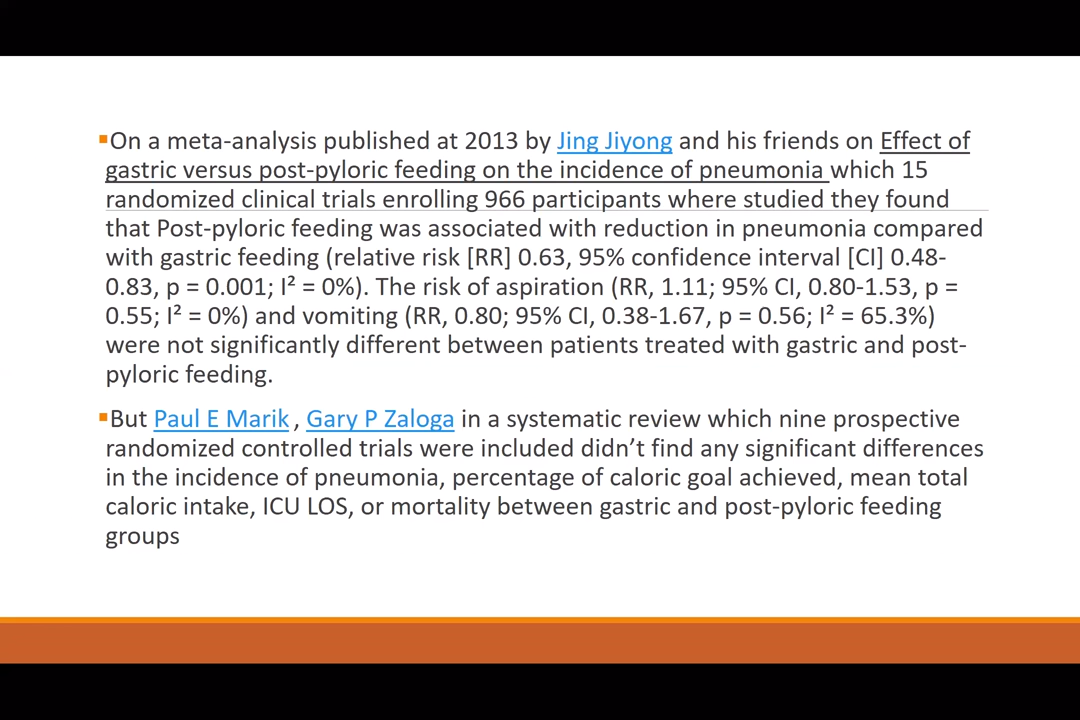 ▪On a meta-analysis published at 2013 by Jing Jiyong and his friends on Effect of
gastric versus post-pyloric feeding on the incidence of pneumonia which 15
randomized clinical trials enrolling 966 participants where studied they found
that Post-pyloric feeding was associated with reduction in pneumonia compared
with gastric feeding (relative risk [RR] 0.63, 95% confidence interval [CI] 0.48-
0.83, p = 0.001; I² = 0%). The risk of aspiration (RR, 1.11; 95% CI, 0.80-1.53, p =
0.55; I² = 0%) and vomiting (RR, 0.80; 95% CI, 0.38-1.67, p = 0.56; I² = 65.3%)
were not significantly different between patients treated with gastric and post-
pyloric feeding.
▪But Paul E Marik , Gary P Zaloga in a systematic review which nine prospective
randomized controlled trials were included didn’t find any significant differences
in the incidence of pneumonia, percentage of caloric goal achieved, mean total
caloric intake, ICU LOS, or mortality between gastric and post-pyloric feeding
groups